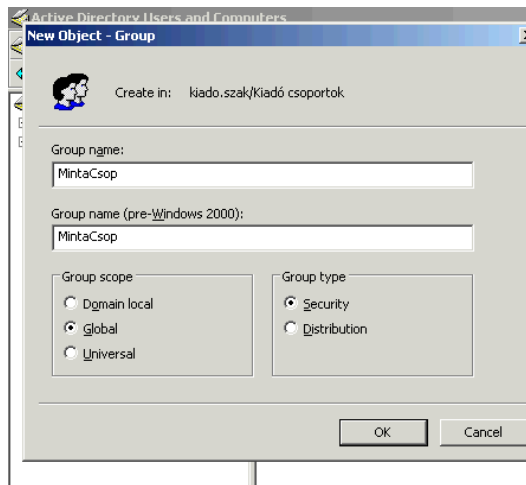 Active Directory Users and Computers
New Object - Group
Create in: kiado.szak/Kiadó csoportok
Group name:
MintaCsop
Group name (pre-Windows 2000):
MintaCsop
Group scope
Domain local
Global
Universal
Group type
Security
Distribution
OK
Cancel